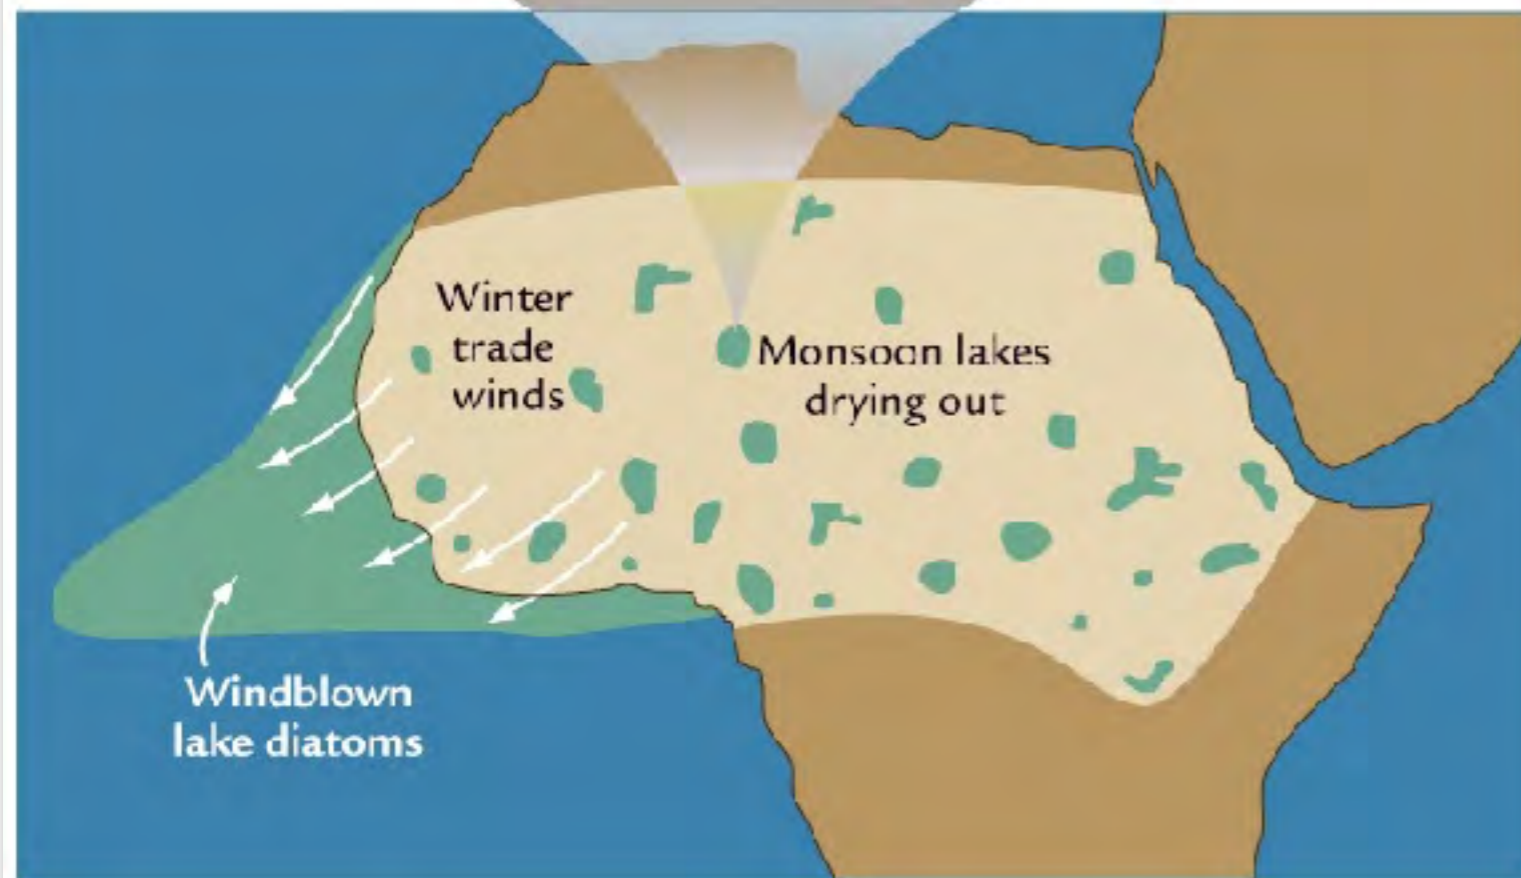 Winter
trade
winds
Monsoon lakes
drying out
Windblown
lake diatoms